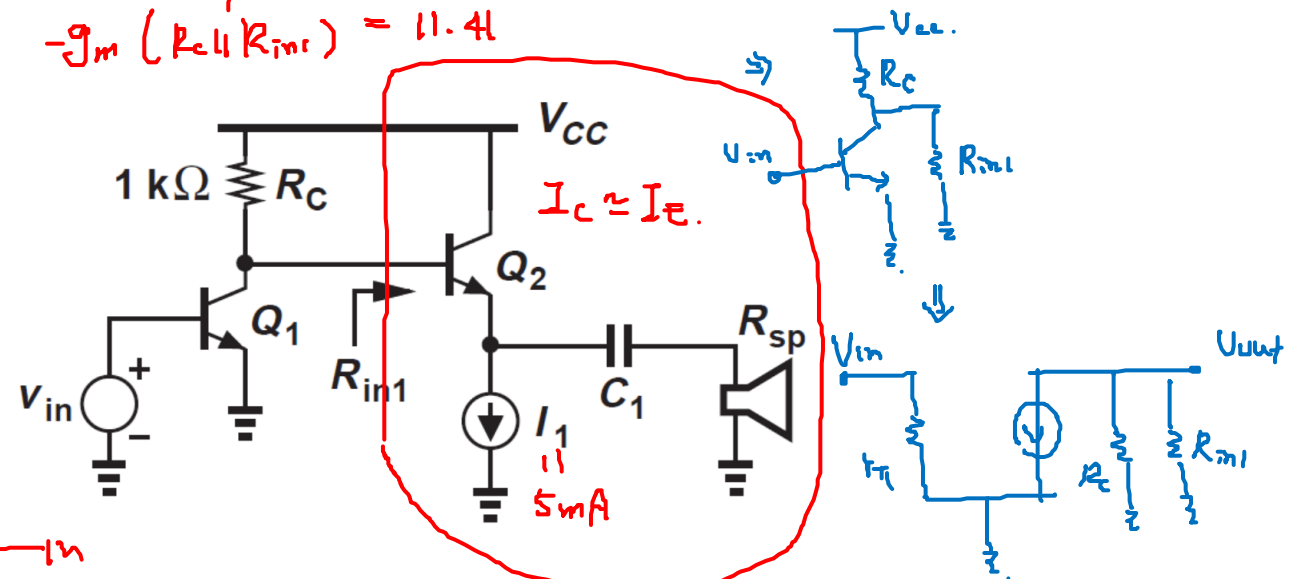 -gm (Rc||Rin1) = 11.41
VCC
1 kΩ RC
IC ≃ IE.
Q2
Q1
Rin1
vin
+
−
I1
5mA
C1
Rsp
⇒
Vcc.
Rc
Vin
Rin1
⇓
Vin
Vout
rπ
Rc
Rin1